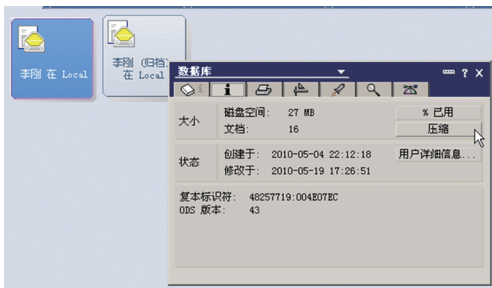 李刚 在 Local
李刚 (归档)
在 Local
数据库
? ×
i
大小
磁盘空间: 27 MB
% 已用
文档: 16
压缩
状态
创建于: 2010-05-04 22:12:18
用户详细信息...
修改于: 2010-05-19 17:26:51
复本标识符: 48257719:004E07EC
ODS 版本: 43